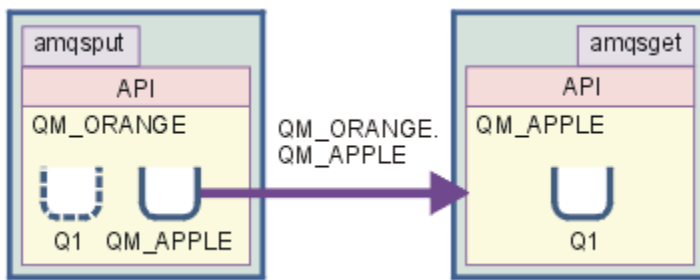 amqsput
API
QM_ORANGE
Q1 QM_APPLE
QM_ORANGE.
QM_APPLE
amqsget
API
QM_APPLE
Q1